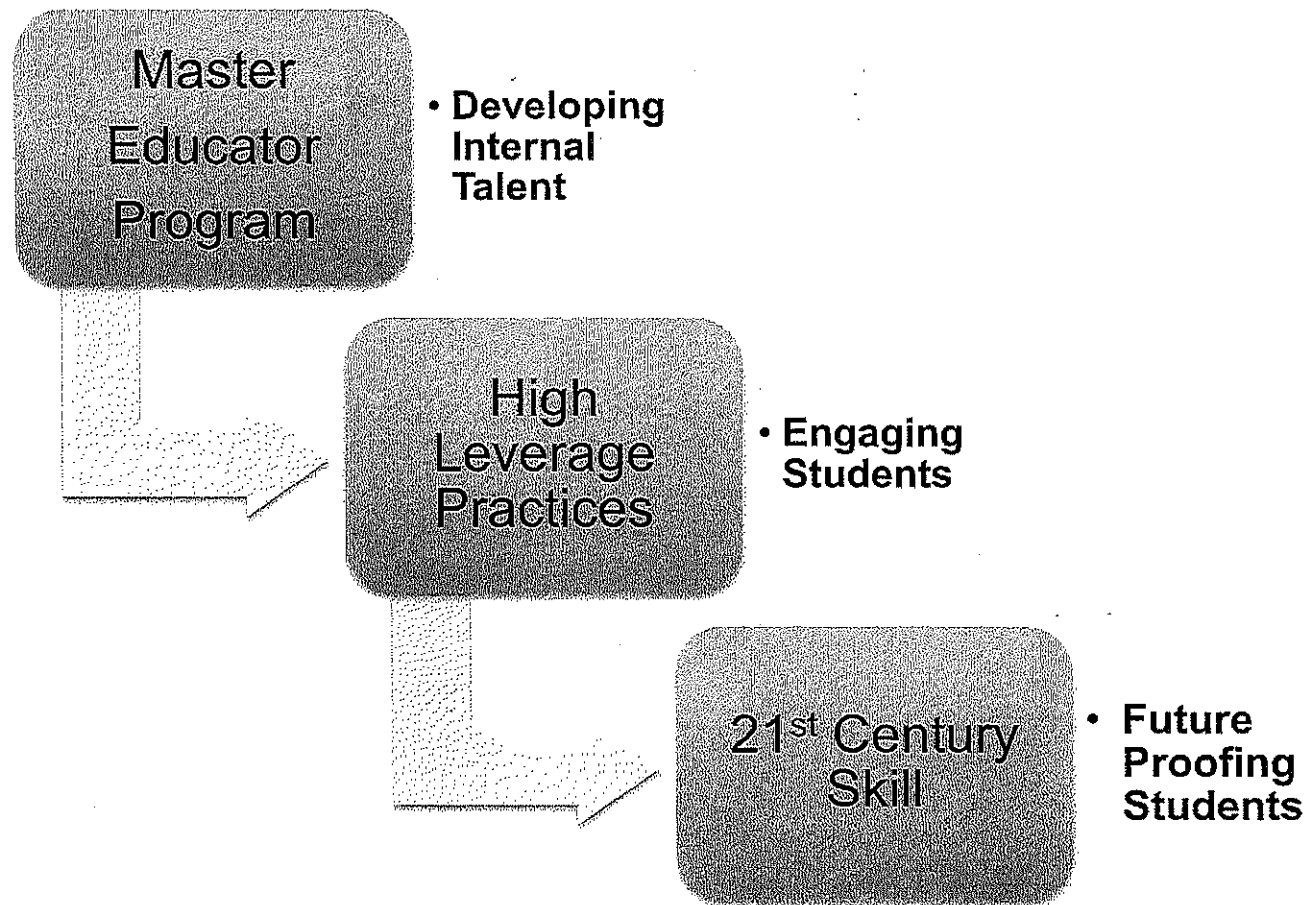 Master
Educator
Program
• Developing
Internal
Talent
High
Leverage
Practices
• Engaging
Students
21st Century
Skill
• Future
Proofing
Students